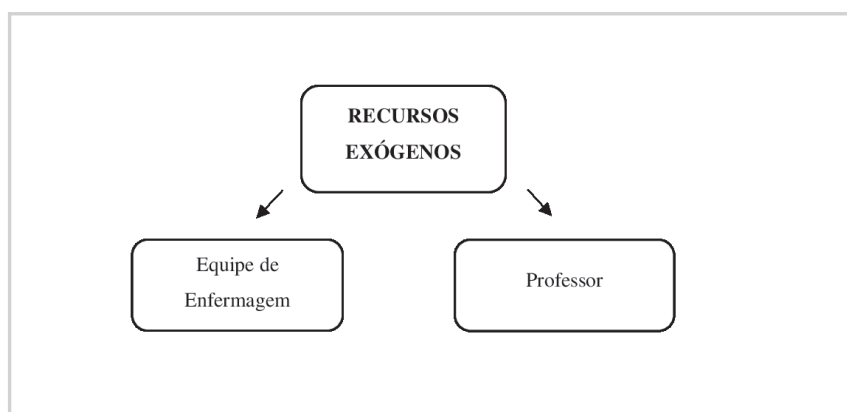 RECURSOS
EXÓGENOS
Equipe de
Enfermagem
Professor